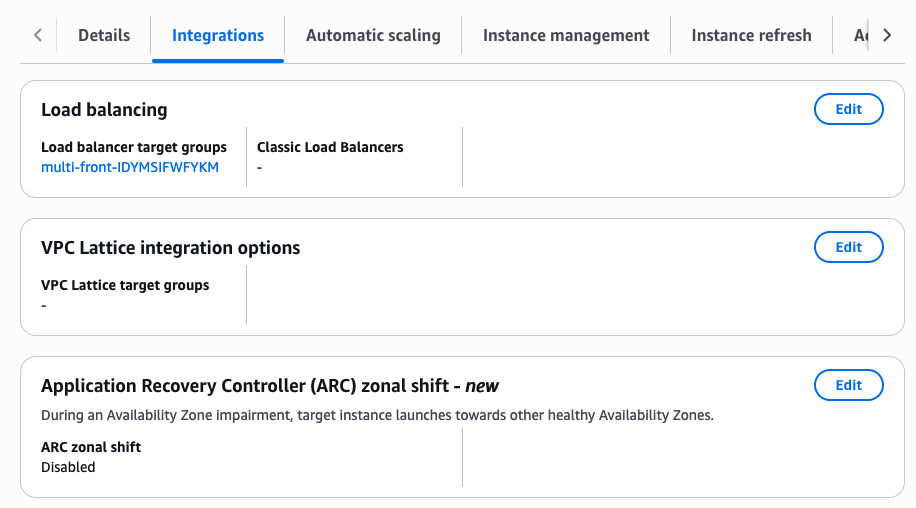 Details Integrations Automatic scaling Instance management Instance refresh
Load balancing Edit
Load balancer target groups Classic Load Balancers
multi-front-IDYMSIFWFYKM -
VPC Lattice integration options Edit
VPC Lattice target groups
-
Application Recovery Controller (ARC) zonal shift - new Edit
During an Availability Zone impairment, target instance launches towards other healthy Availability Zones.
ARC zonal shift
Disabled